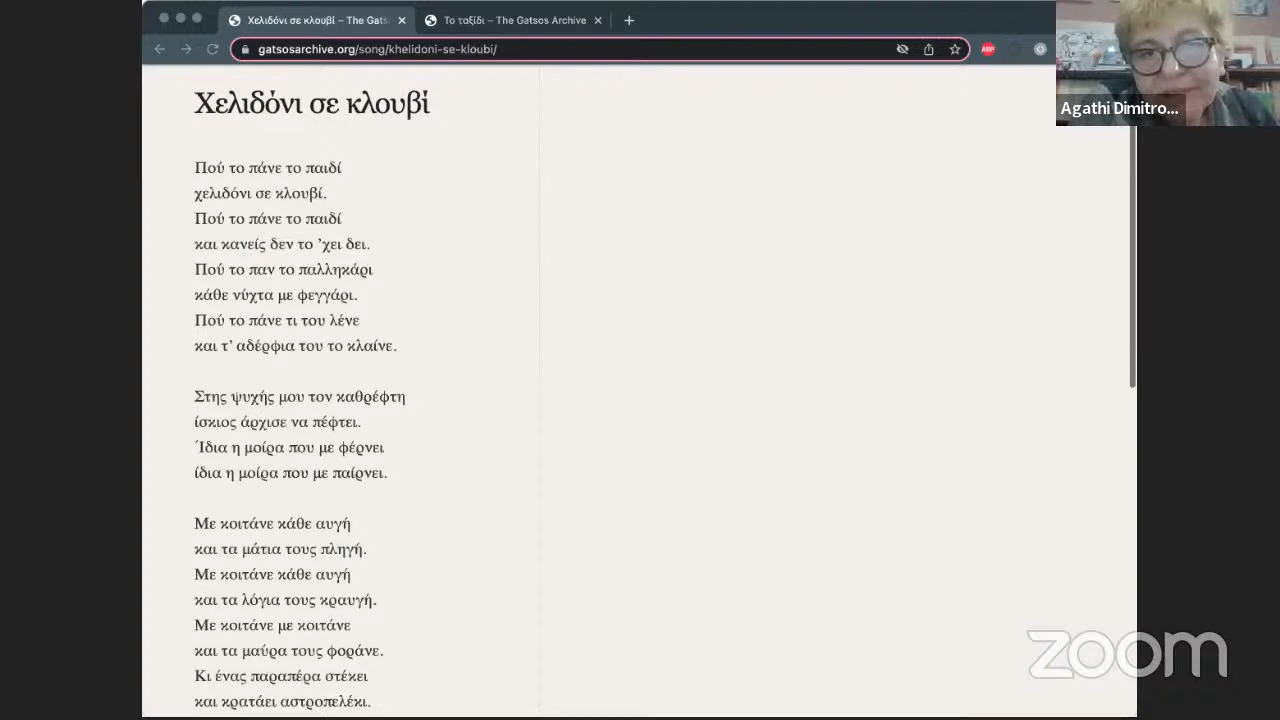 Χελιδόνι σε κλουβί – The Gats
Το ταξίδι – The Gatsos Archive
gatsosarchive.org/song/khelidoni-se-kloubi/
ABP
Agathi Dimitro...
Χελιδόνι σε κλουβί
Πού το πάνε το παιδί
χελιδόνι σε κλουβί.
Πού το πάνε το παιδί
και κανείς δεν το ’χει δει.
Πού το παν το παλληκάρι
κάθε νύχτα με φεγγάρι.
Πού το πάνε τι του λένε
και τ’ αδέρφια του το κλαίνε.
Στης ψυχής μου τον καθρέφτη
ίσκιος άρχισε να πέφτει.
Ίδια η μοίρα που με φέρνει
ίδια η μοίρα που με παίρνει.
Με κοιτάνε κάθε αυγή
και τα μάτια τους πληγή.
Με κοιτάνε κάθε αυγή
και τα λόγια τους κραυγή.
Με κοιτάνε με κοιτάνε
και τα μαύρα τους φοράνε.
Κι ένας παραπέρα στέκει
και κρατάει αστροπελέκι.
zoom